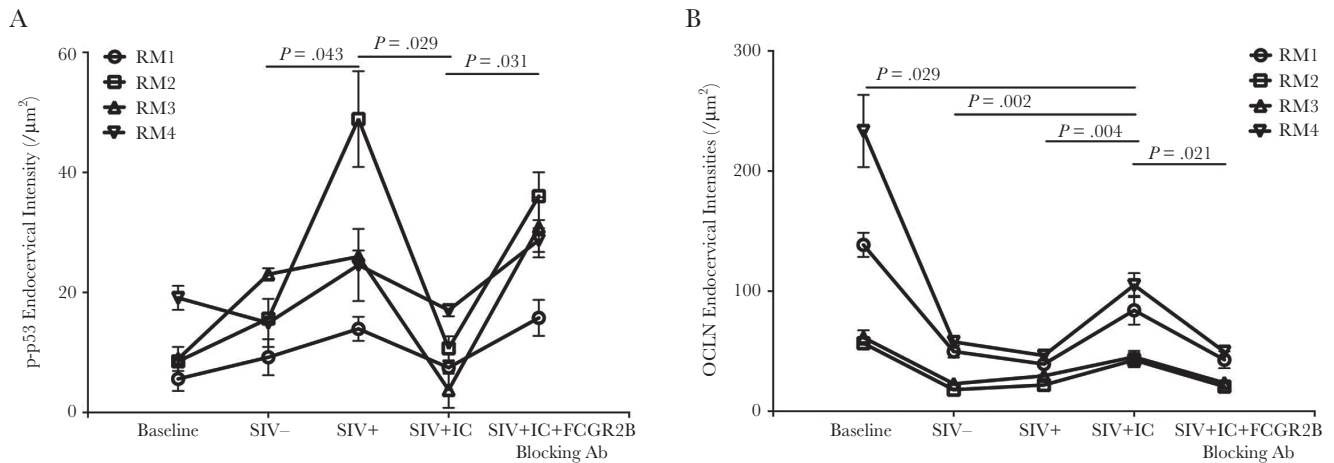 A
p-p53 Endocervical Intensity (/μm²)
60
40
20
0
RM1
RM2
RM3
RM4
P = .043
P = .029
P = .031
Baseline
SIV–
SIV+
SIV+IC
SIV+IC+FCGR2B
Blocking Ab
B
OCLN Endocervical Intensities (/μm²)
300
200
100
0
P = .029
P = .002
P = .004
P = .021
RM1
RM2
RM3
RM4
Baseline
SIV–
SIV+
SIV+IC
SIV+IC+FCGR2B
Blocking Ab